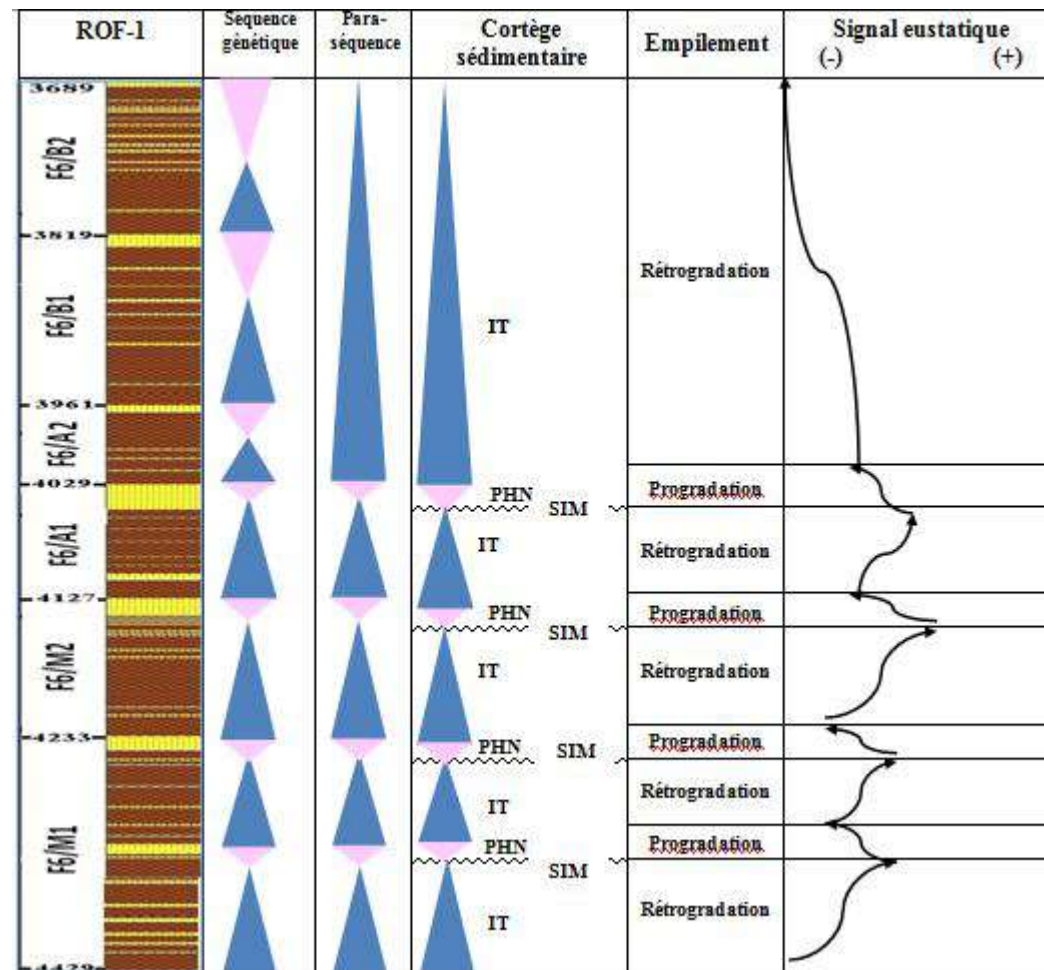 ROF-1
Sequence
génétique
Para-
séquence
Cortège
sédimentaire
Empilement
Signal eustatique
(-) (+)
3689
F6/B2
3819
F6/B1
3961
F6/A2
4029
F6/A1
4127
F6/M2
4233
F6/M1
4429
IT
PHN
SIM
IT
PHN
SIM
IT
PHN
SIM
IT
PHN
SIM
IT
Rétrogradation
Progradation
Rétrogradation
Progradation
Rétrogradation
Progradation
Rétrogradation
Progradation
Rétrogradation